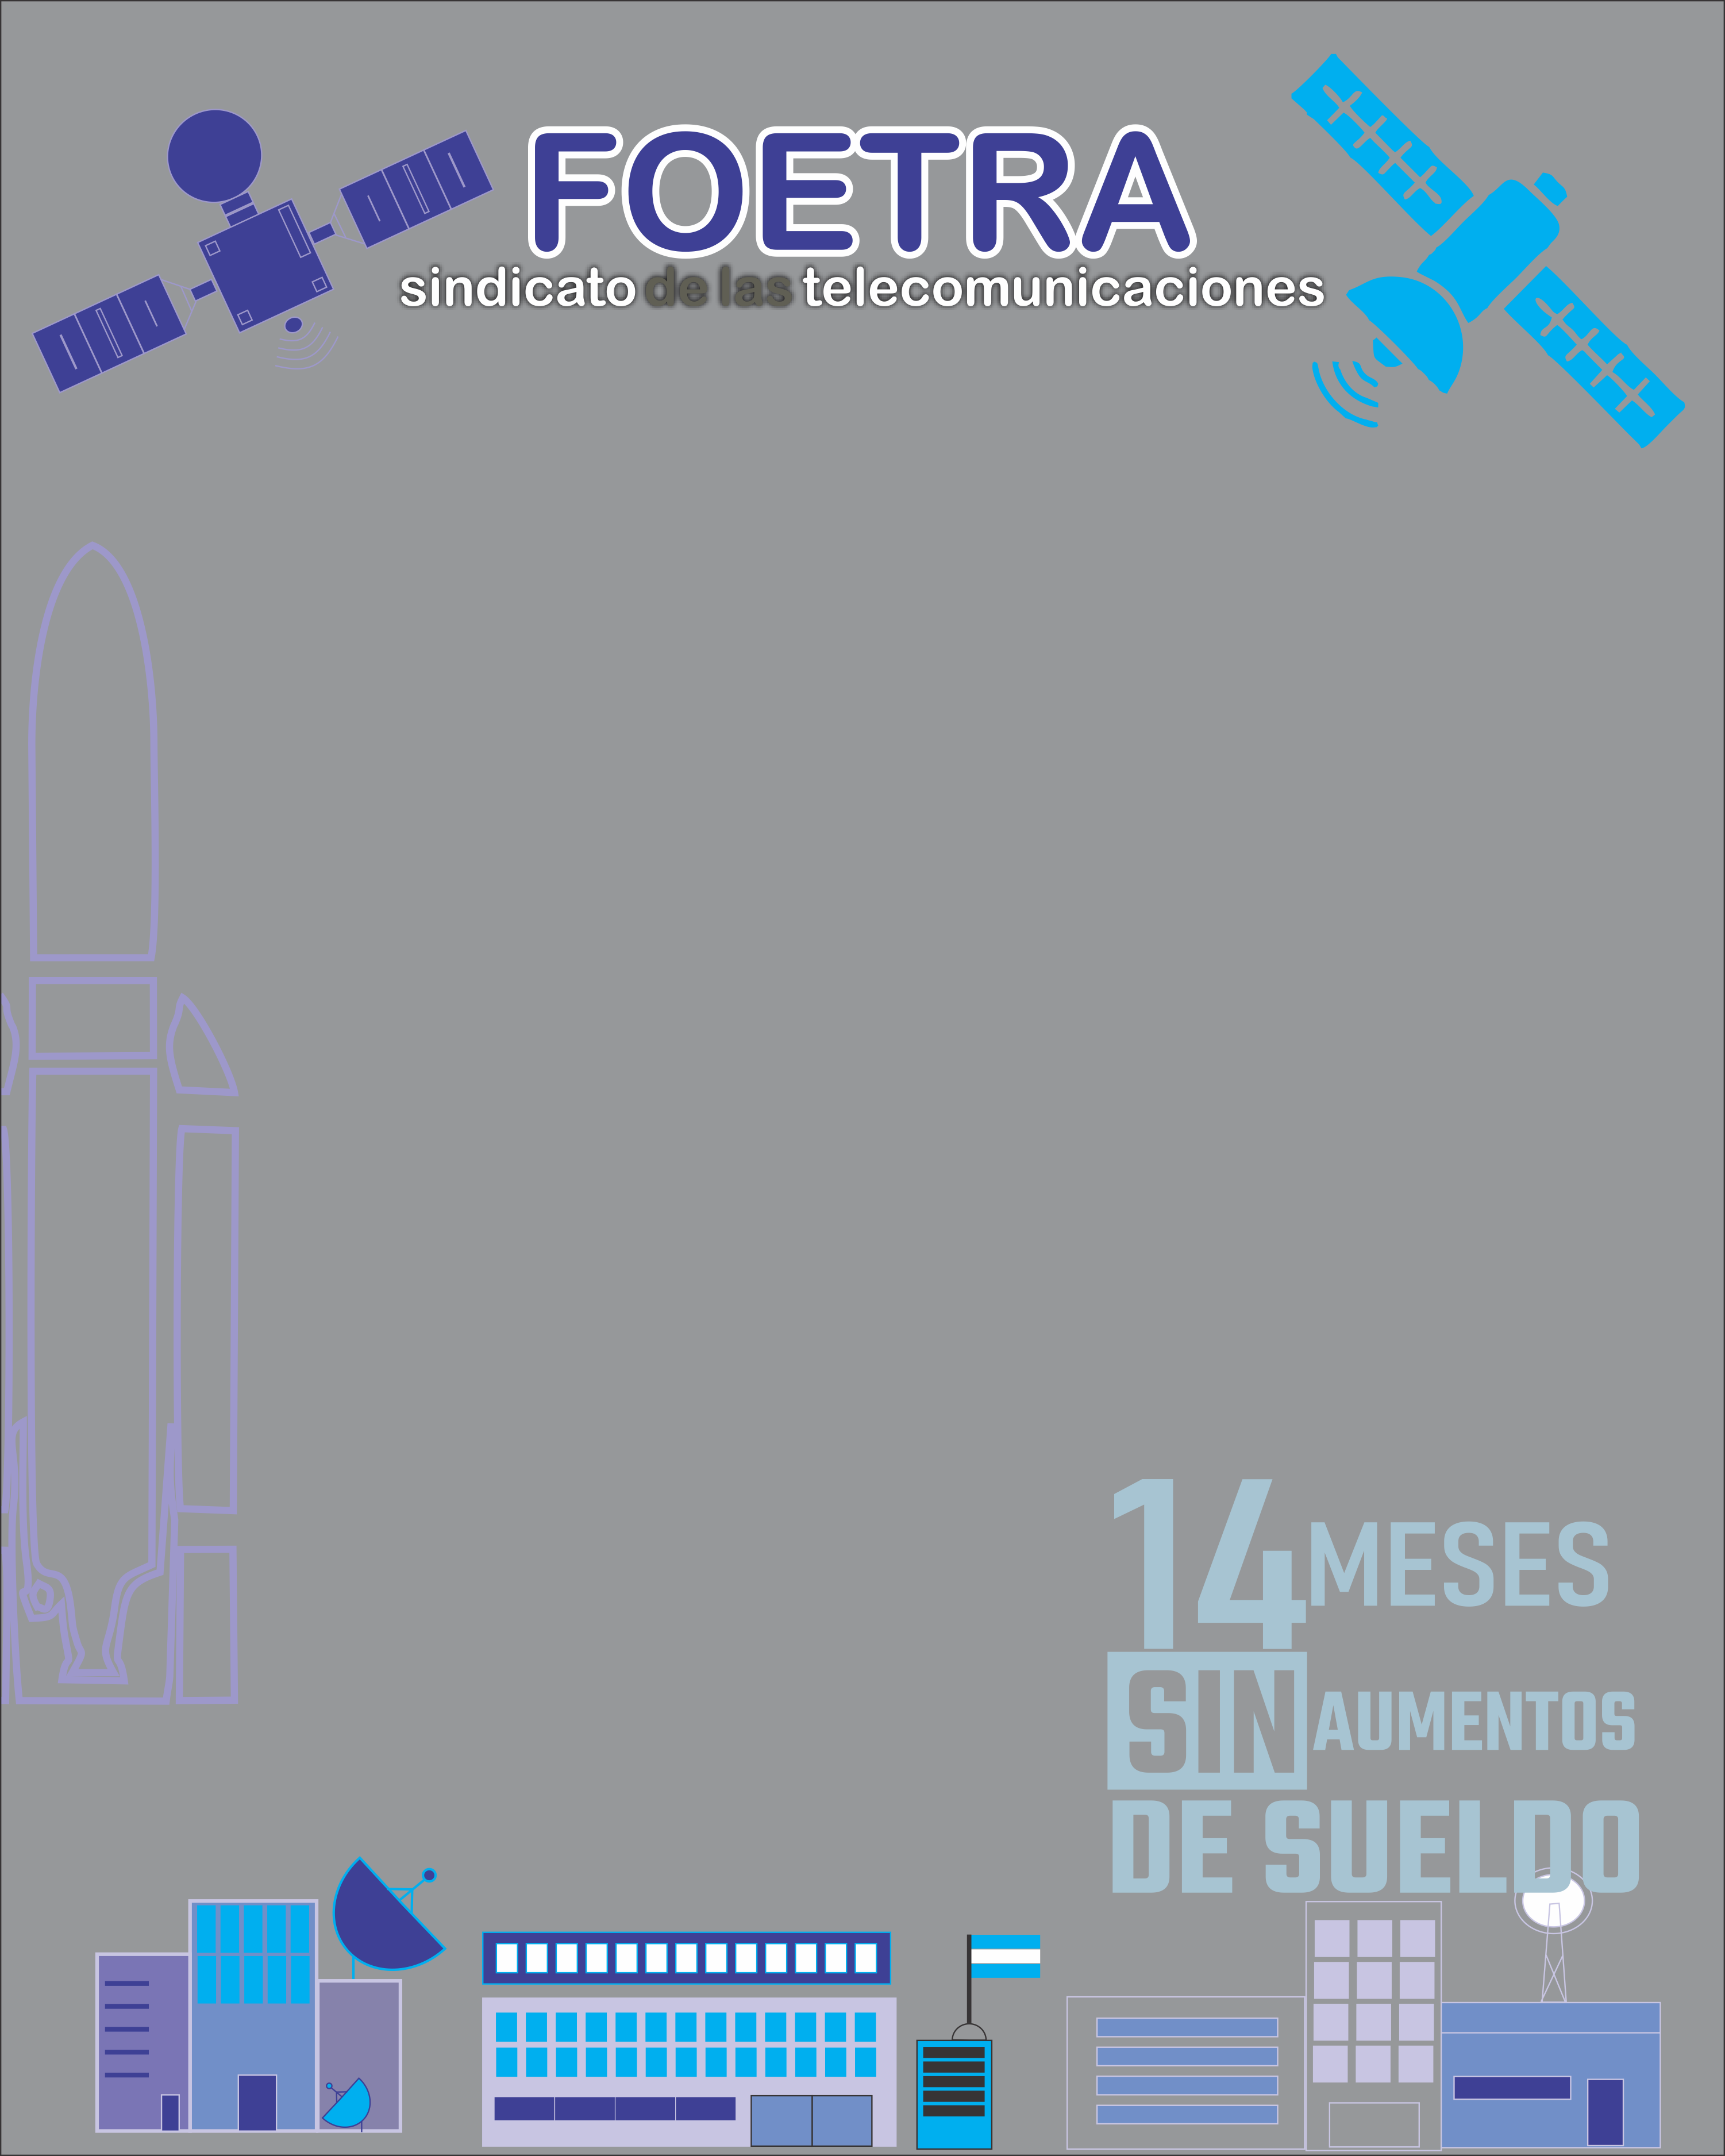 FOETRA
sindicato de las telecomunicaciones
14 MESES
SIN AUMENTOS
DE SUELDO